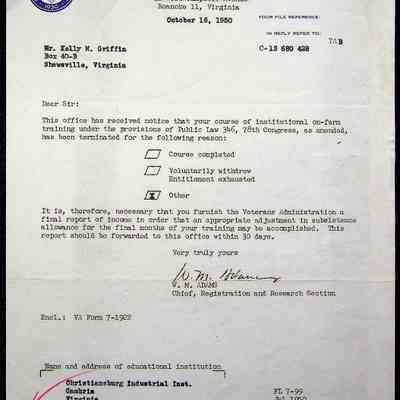 1930
Roanoke 11, Virginia
October 16, 1950
YOUR FILE REFERENCE:
IN REPLY REFER TO:
7AB
C-13 680 428
Mr. Kelly M. Griffin
Box 40-B
Shawsville, Virginia
Dear Sir:
This office has received notice that your course of institutional on-farm
training under the provisions of Public Law 346, 78th Congress, as amended,
has been terminated for the following reason:
Course completed
Voluntarily withdrew
Entitlement exhausted
x Other
It is, therefore, necessary that you furnish the Veterans Administration a
final report of income in order that an appropriate adjustment in subsistence
allowance for the final months of your training may be accomplished. This
report should be forwarded to this office within 30 days.
Very truly yours
W. M. Adams
W. M. ADAMS
Chief, Registration and Research Section
Encl.: VA Form 7-1922
Name and address of educational institution
Christiansburg Industrial Inst.
Cambria
Virginia
FL 7-99
Jul 1950